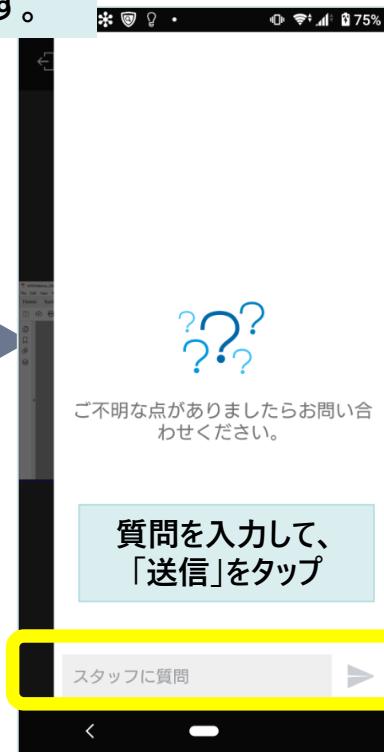 す。
75%
???
??
ご不明な点がありましたらお問い合
わせください。
質問を入力して、
「送信」をタップ
スタッフに質問